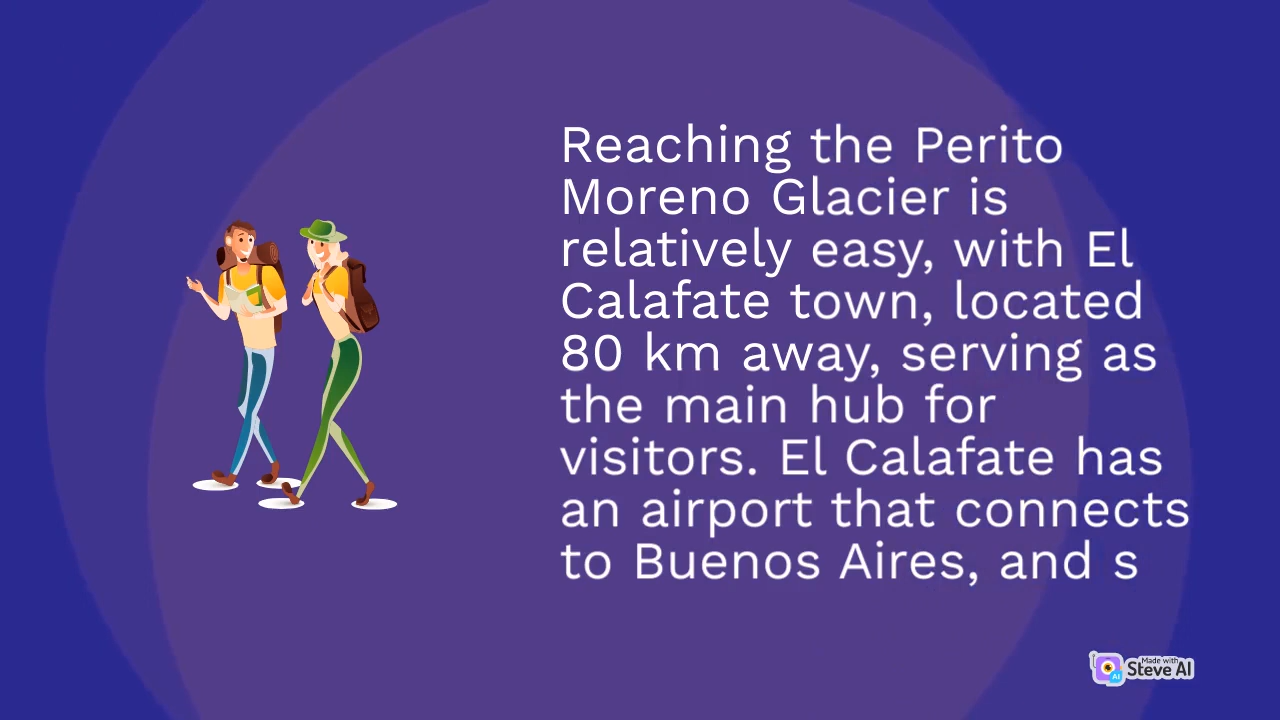 Reaching the Perito
Moreno Glacier is
relatively easy, with El
Calafate town, located
80 km away, serving as
the main hub for
visitors. El Calafate has
an airport that connects
to Buenos Aires, and s
Made with
Steve AI
AI